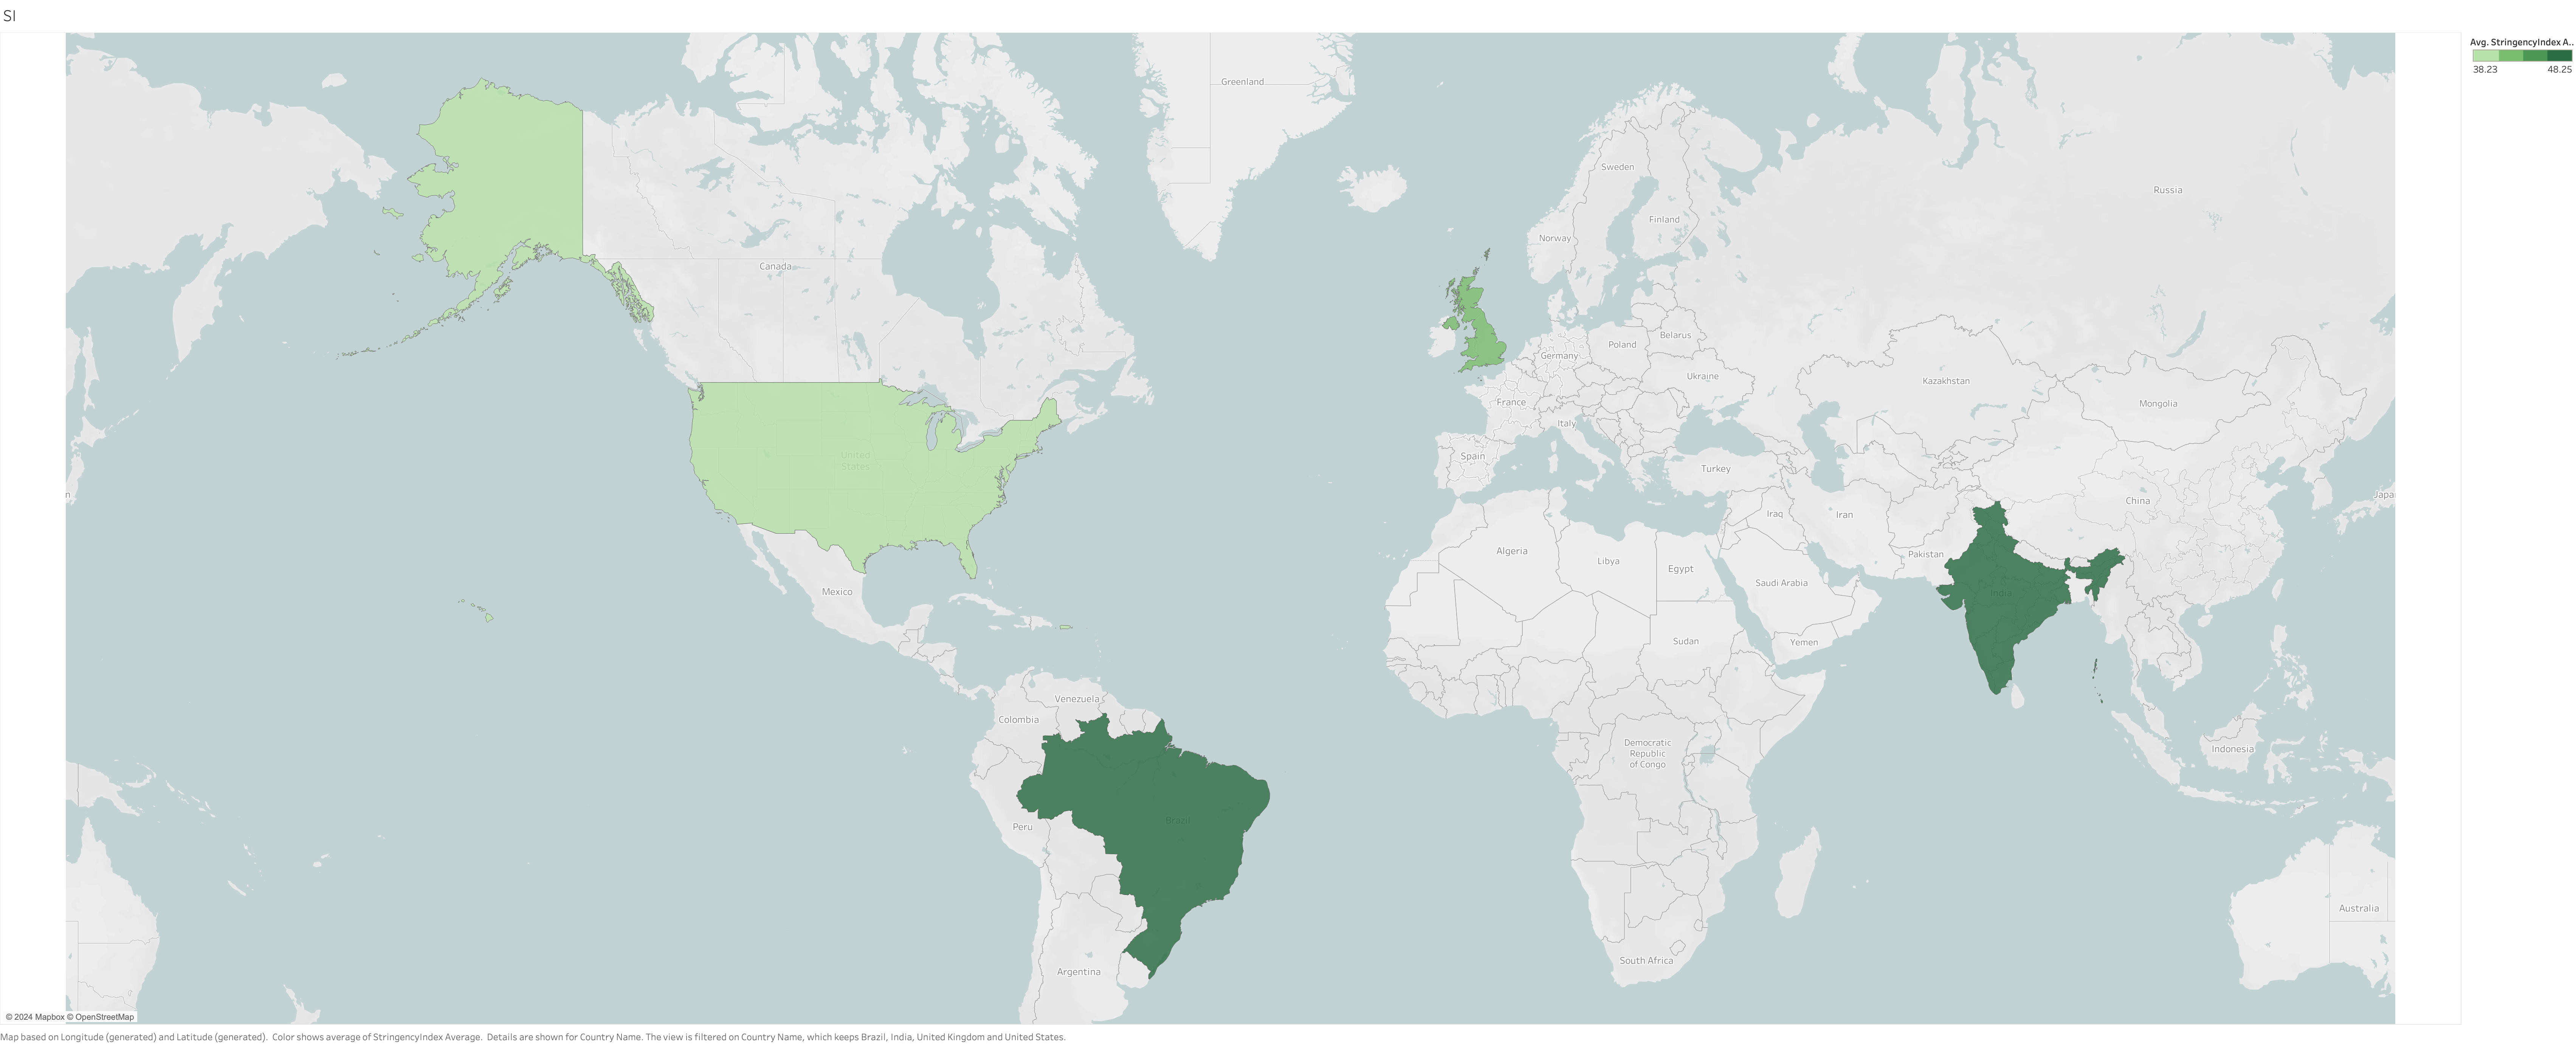 SI
Avg. StringencyIndex A..
38.23 48.25
Greenland
Sweden
Russia
Finland
Norway
Canada
Belarus
Poland
Germany
Ukraine
Kazakhstan
France
Mongolia
Italy
United
States
Spain
Turkey
n
Japa
China
Iraq
Iran
Algeria
Pakistan
Libya
Egypt
Saudi Arabia
Mexico
India
Sudan
Yemen
Venezuela
Colombia
Democratic
Republic
of Congo
Indonesia
Brazil
Peru
Australia
South Africa
Argentina
© 2024 Mapbox © OpenStreetMap
Map based on Longitude (generated) and Latitude (generated). Color shows average of StringencyIndex Average. Details are shown for Country Name. The view is filtered on Country Name, which keeps Brazil, India, United Kingdom and United States.